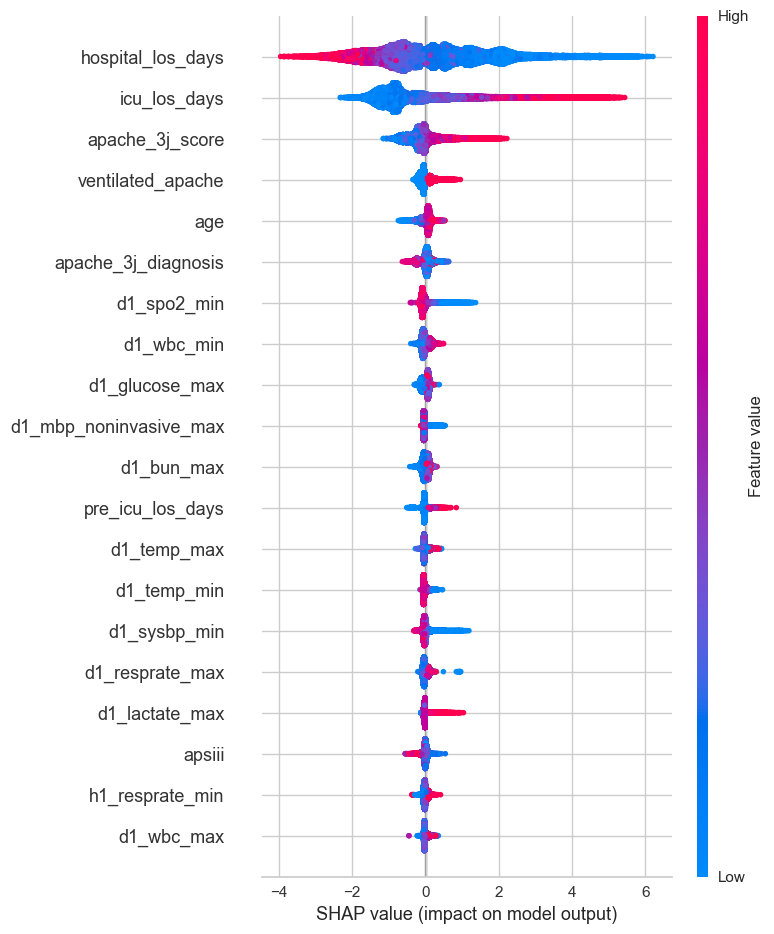 High
hospital_los_days
icu_los_days
apache_3j_score
ventilated_apache
age
apache_3j_diagnosis
d1_spo2_min
d1_wbc_min
d1_glucose_max
d1_mbp_noninvasive_max
d1_bun_max
pre_icu_los_days
d1_temp_max
d1_temp_min
d1_sysbp_min
d1_resprate_max
d1_lactate_max
apsiii
h1_resprate_min
d1_wbc_max
Feature value
Low
−4 −2 0 2 4 6
SHAP value (impact on model output)